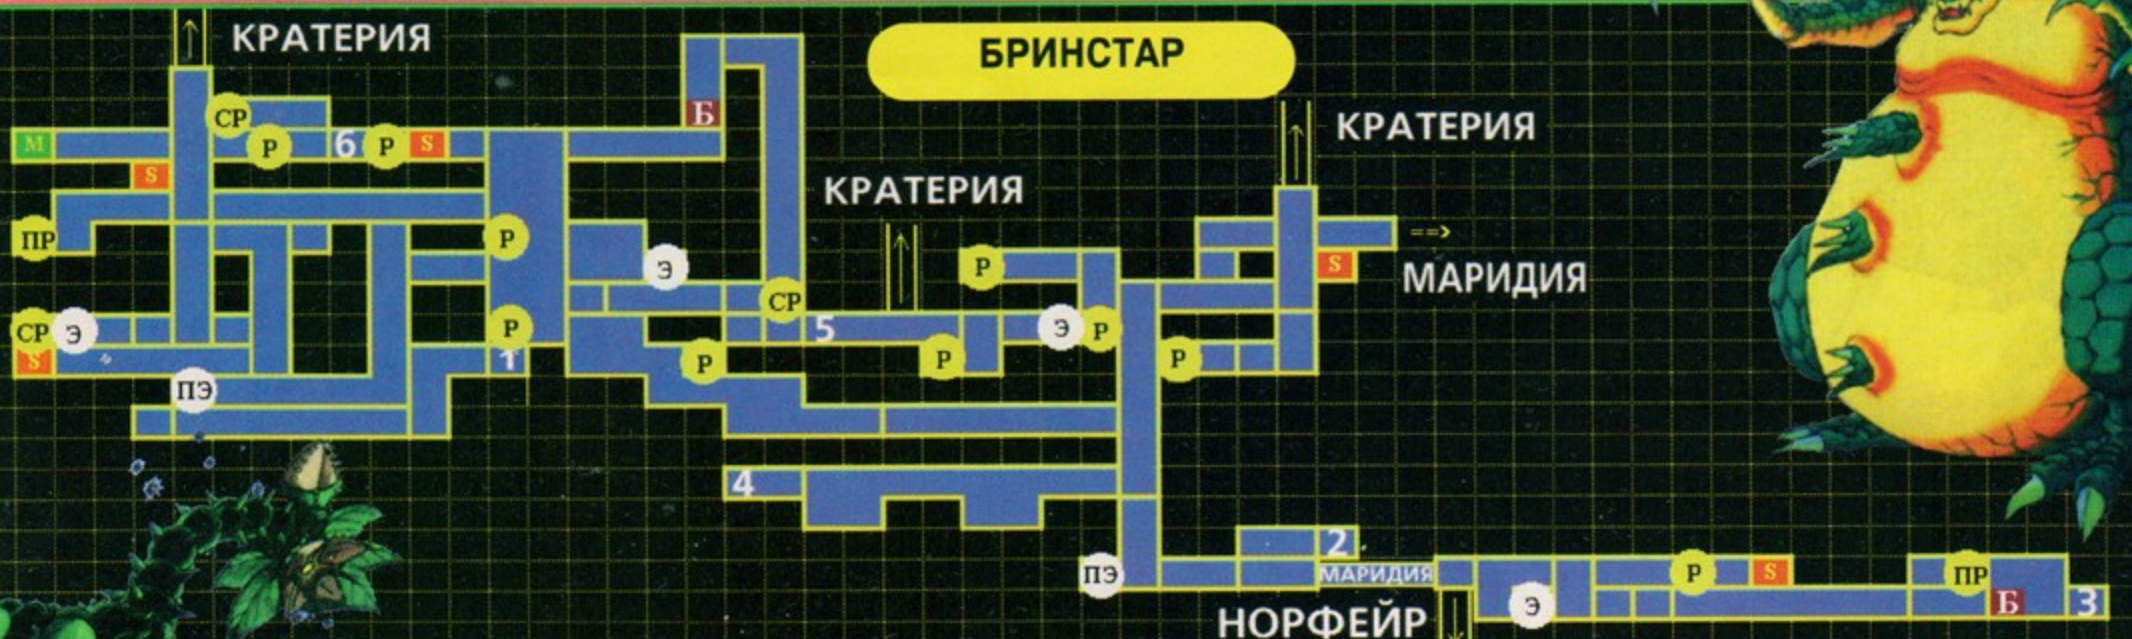 КРАТЕРИЯ
БРИНСТАР
Б
СР
КРАТЕРИЯ
М
Р
6
Р
S
S
КРАТЕРИЯ
ПР
Р
==>
Э
Р
S
МАРИДИЯ
СР
СР
Э
Р
5
Э
Р
S
1
Р
Р
Р
ПЭ
4
2
ПЭ
МАРИДИЯ
Р
S
ПР
НОРФЕЙР
Э
Б
3